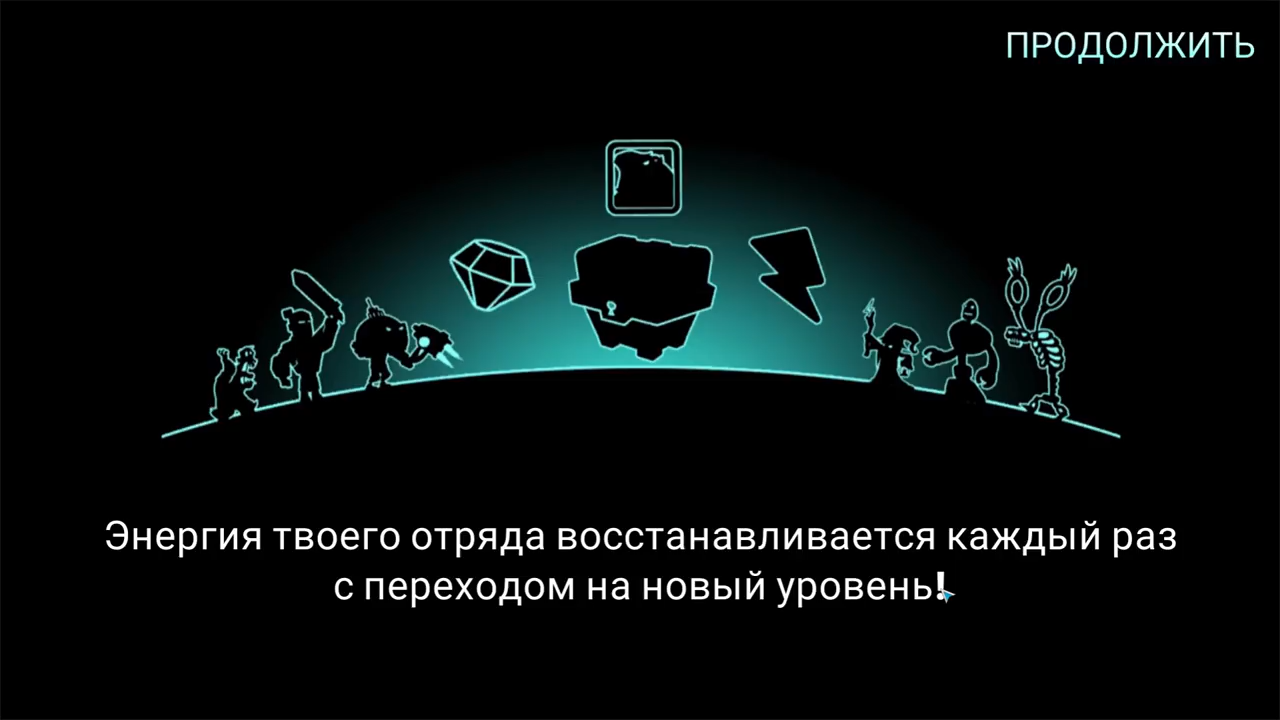 ПРОДОЛЖИТЬ
Энергия твоего отряда восстанавливается каждый раз
с переходом на новый уровень!